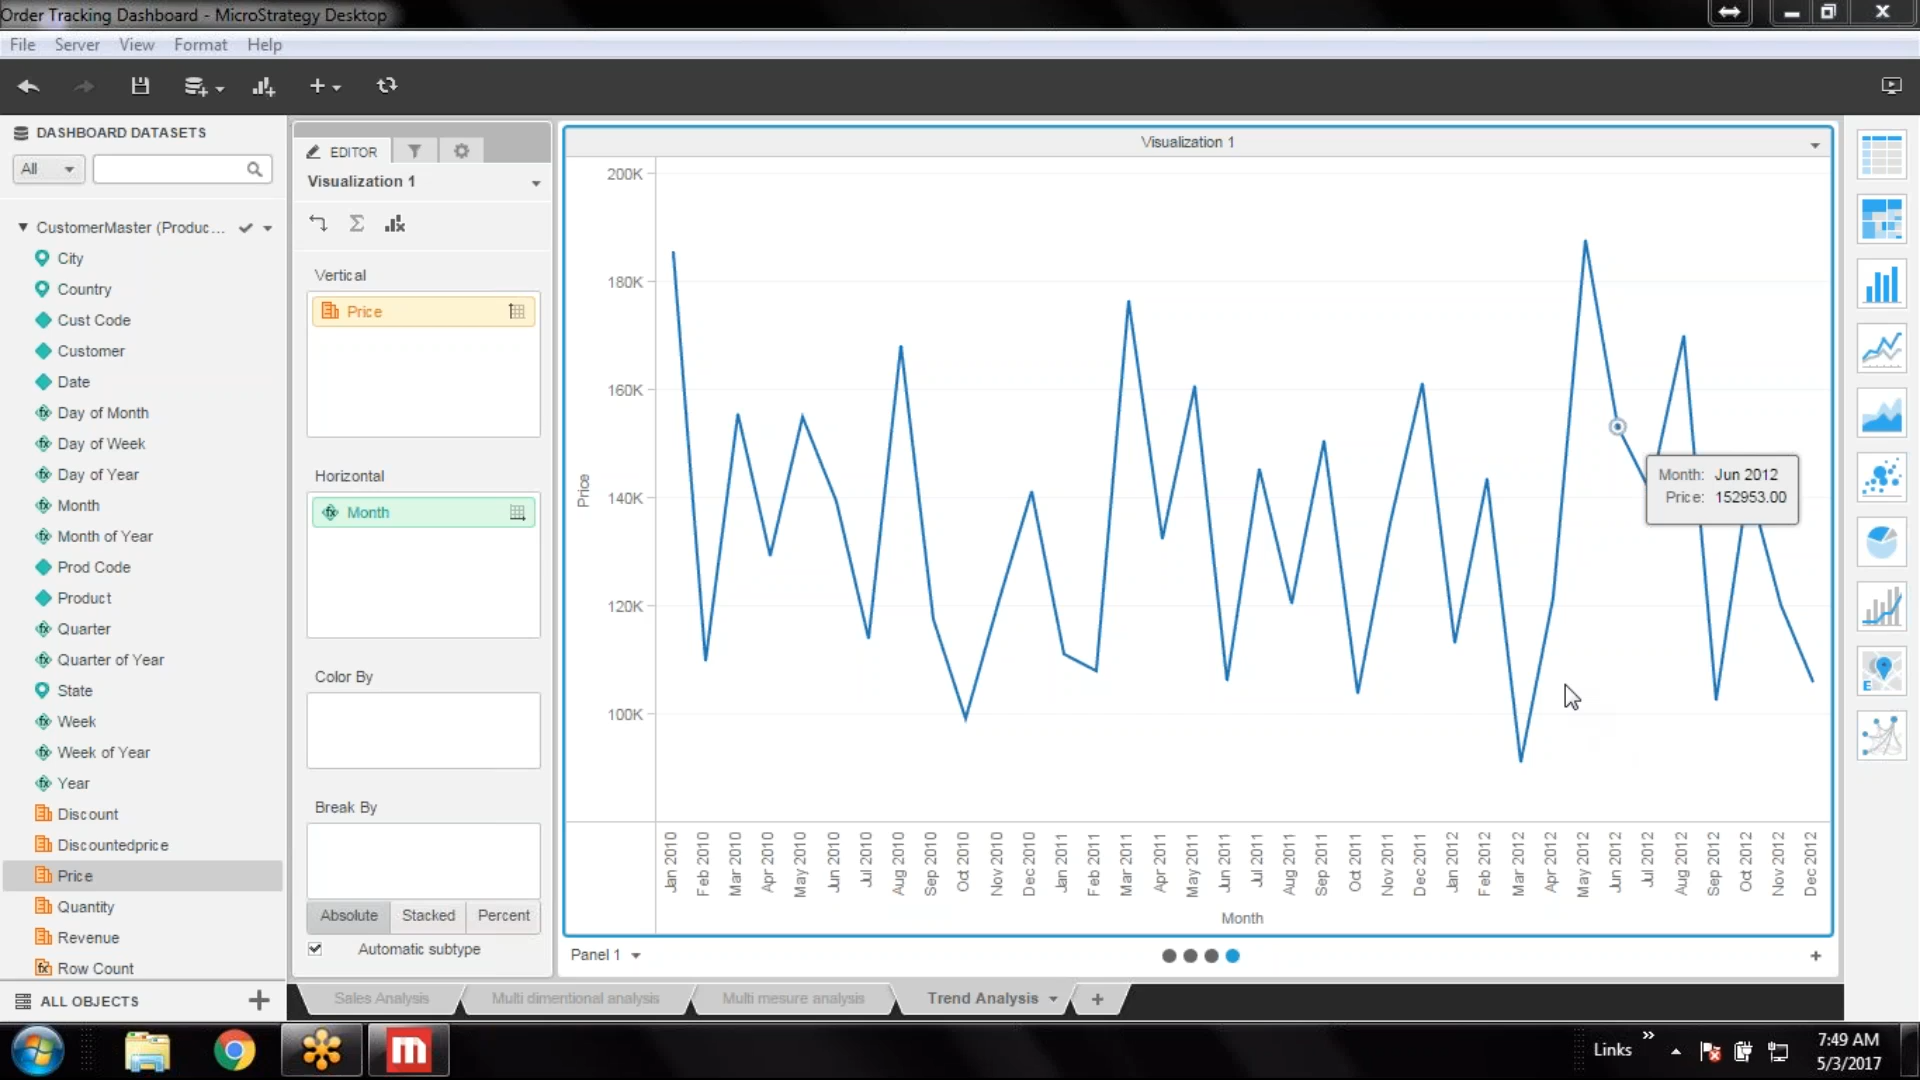 Order Tracking Dashboard - MicroStrategy Desktop
File Server View Format Help
DASHBOARD DATASETS
All
CustomerMaster (Produc...
City
Country
Cust Code
Customer
Date
Day of Month
Day of Week
Day of Year
Month
Month of Year
Prod Code
Product
Quarter
Quarter of Year
State
Week
Week of Year
Year
Discount
Discountedprice
Price
Quantity
Revenue
Row Count
ALL OBJECTS
EDITOR
Visualization 1
Vertical
Price
Horizontal
Month
Color By
Break By
Absolute Stacked Percent
Automatic subtype
Visualization 1
200K
180K
160K
140K
120K
100K
Price
Month: Jun 2012
Price: 152953.00
Jan 2010
Feb 2010
Mar 2010
Apr 2010
May 2010
Jun 2010
Jul 2010
Aug 2010
Sep 2010
Oct 2010
Nov 2010
Dec 2010
Jan 2011
Feb 2011
Mar 2011
Apr 2011
May 2011
Jun 2011
Jul 2011
Aug 2011
Sep 2011
Oct 2011
Nov 2011
Dec 2011
Jan 2012
Feb 2012
Mar 2012
Apr 2012
May 2012
Jun 2012
Jul 2012
Aug 2012
Sep 2012
Oct 2012
Nov 2012
Dec 2012
Month
Panel 1
Sales Analysis
Multi dimentional analysis
Multi mesure analysis
Trend Analysis
E
m
Links
7:49 AM
5/3/2017